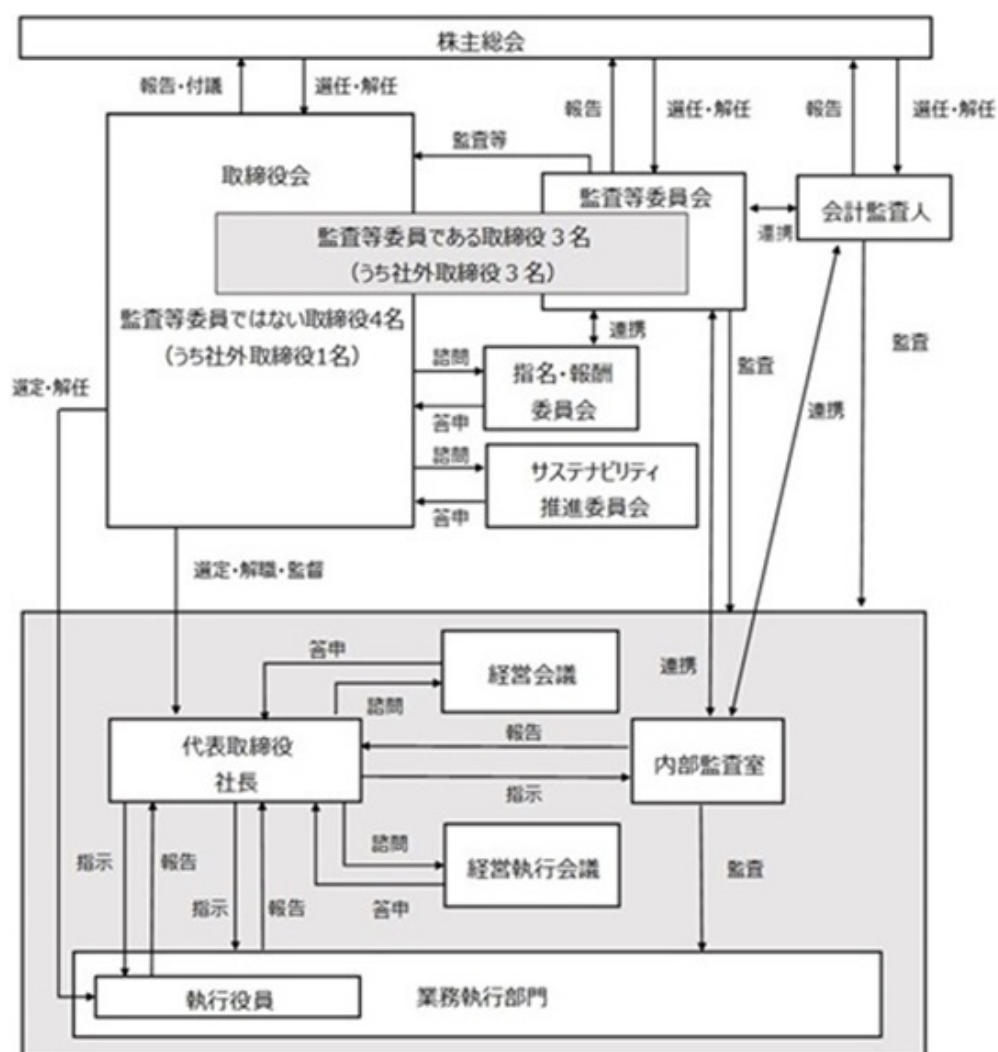 株主総会
報告・付議
選任・解任
報告
選任・解任
報告
選任・解任
監査等
取締役会
監査等委員会
会計監査人
連携
監査等委員である取締役3名
(うち社外取締役3名)
監査等委員ではない取締役4名
(うち社外取締役1名)
連携
監査
監査
諮問
指名・報酬
委員会
答申
選定・解任
連携
諮問
サステナビリティ
推進委員会
答申
選定・解職・監督
答申
経営会議
諮問
連携
代表取締役
社長
報告
内部監査室
指示
諮問
経営執行会議
答申
指示
報告
指示
報告
監査
執行役員
業務執行部門